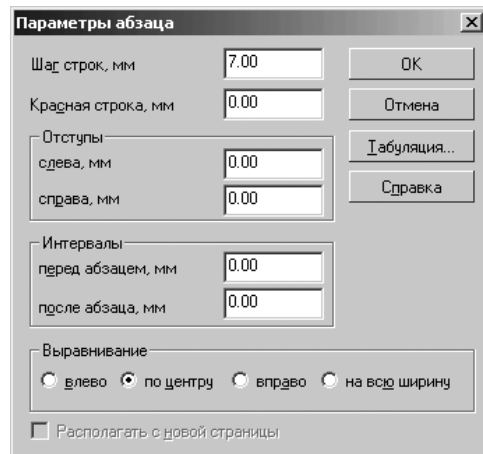 Параметры абзаца
Шаг строк, мм 7.00 OK
Красная строка, мм 0.00 Отмена
Отступы Табуляция...
слева, мм 0.00
справа, мм 0.00 Справка
Интервалы
перед абзацем, мм 0.00
после абзаца, мм 0.00
Выравнивание
влево по центру вправо на всю ширину
Располагать с новой страницы